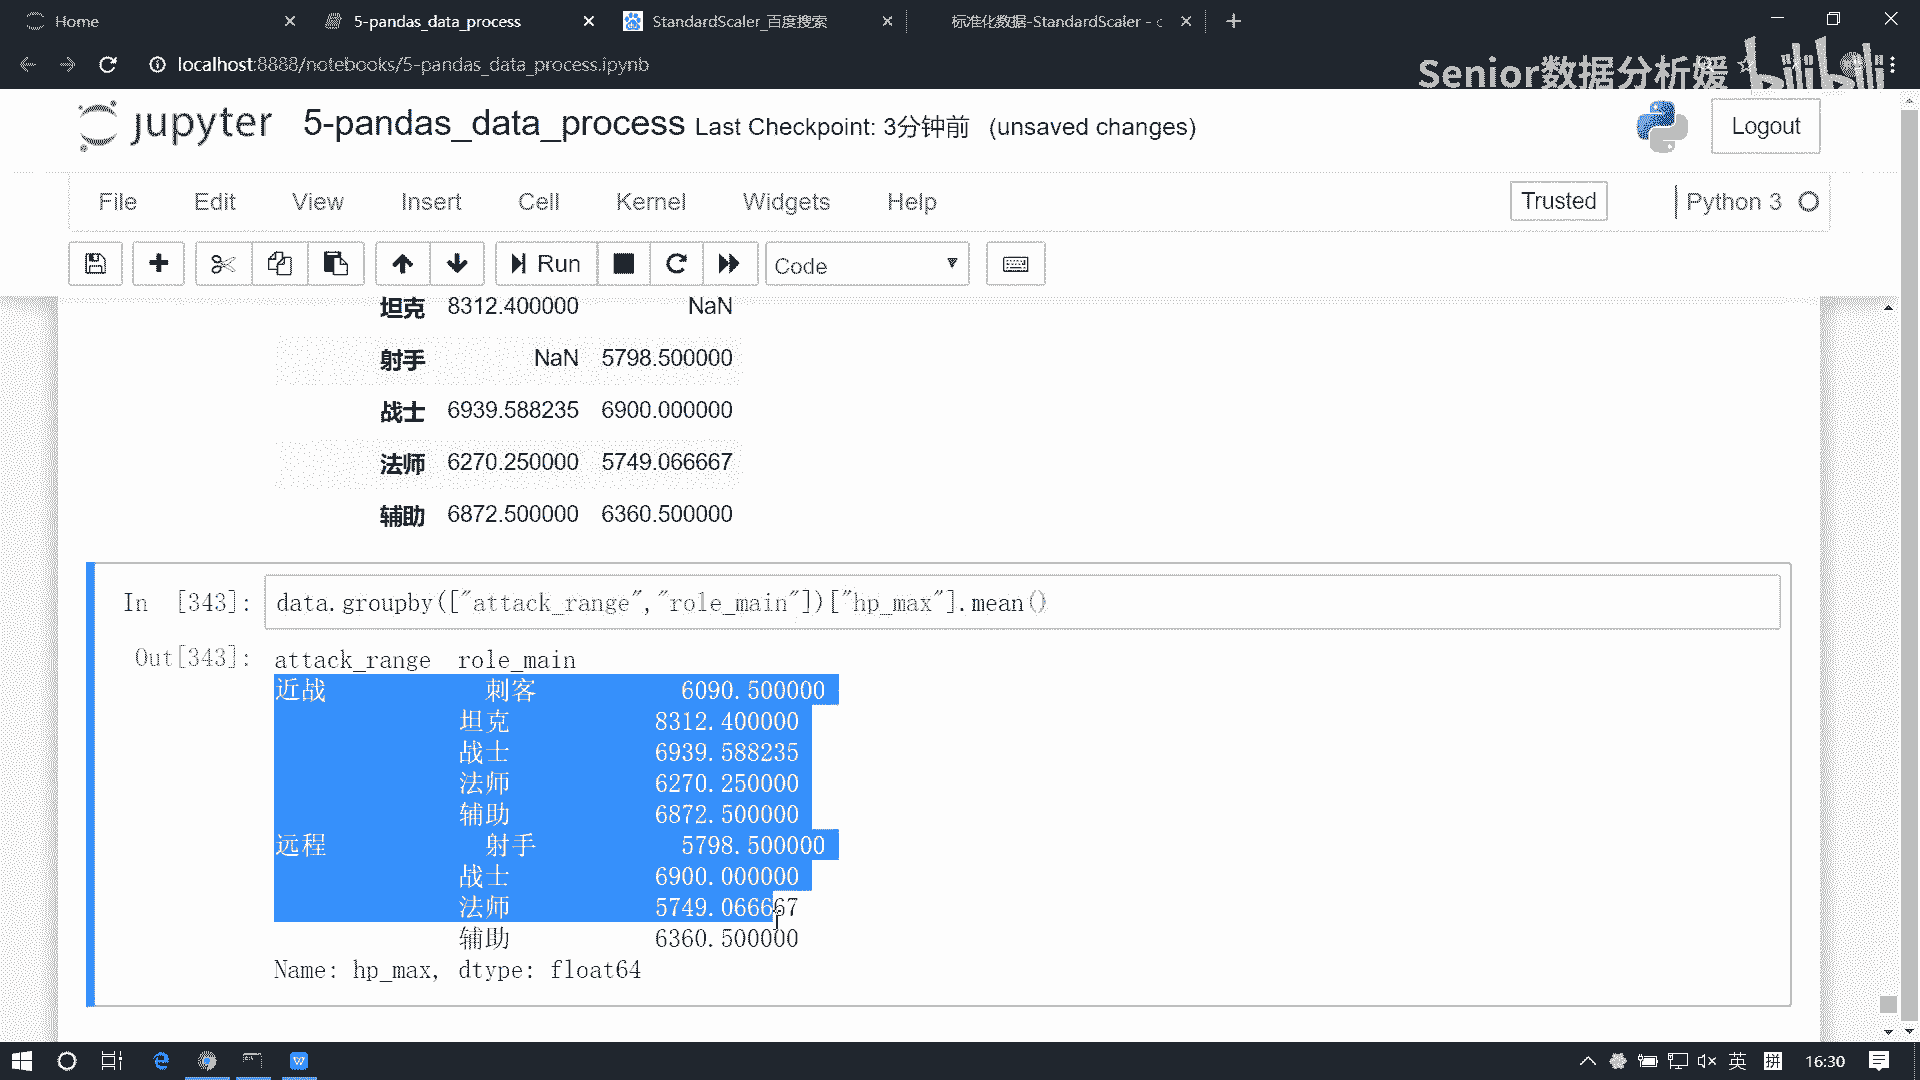 Home
5-pandas_data_process
StandardScaler_百度搜索
标准化数据-StandardScaler - c
localhost:8888/notebooks/5-pandas_data_process.ipynb
Senior数据分析媛 bilibili
jupyter 5-pandas_data_process Last Checkpoint: 3分钟前 (unsaved changes)
Logout
File Edit View Insert Cell Kernel Widgets Help
Trusted
Python 3
Run
Code
坦克 8312.400000 NaN
射手 NaN 5798.500000
战士 6939.588235 6900.000000
法师 6270.250000 5749.066667
辅助 6872.500000 6360.500000
In [343]: data.groupby(["attack_range","role_main"])["hp_max"].mean()
Out[343]: attack_range role_main
近战 刺客 6090.500000
坦克 8312.400000
战士 6939.588235
法师 6270.250000
辅助 6872.500000
远程 射手 5798.500000
战士 6900.000000
法师 5749.066667
辅助 6360.500000
Name: hp_max, dtype: float64
英
拼
16:30